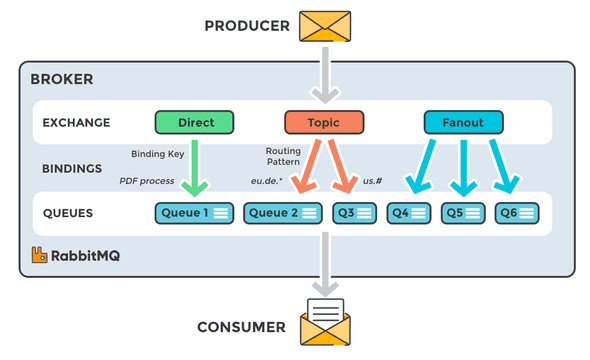 PRODUCER
BROKER
EXCHANGE
Direct
Topic
Fanout
Binding Key
Routing
Pattern
BINDINGS
PDF process
eu.de.*
us.#
QUEUES
Queue 1
Queue 2
Q3
Q4
Q5
Q6
RabbitMQ
CONSUMER